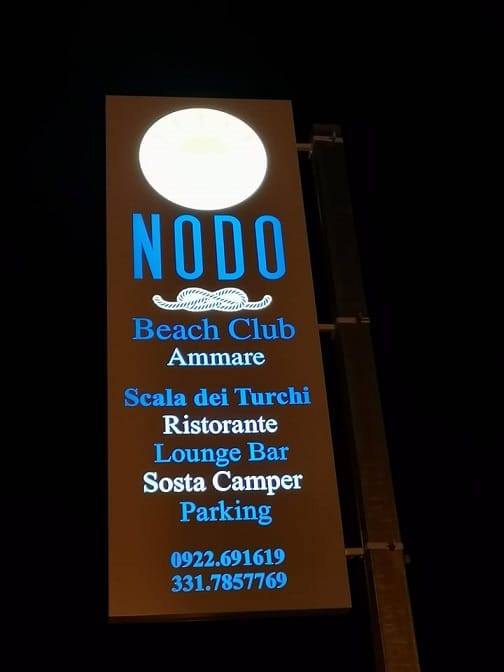 NODO
Beach Club
Ammare
Scala dei Turchi
Ristorante
Lounge Bar
Sosta Camper
Parking
0922.691619
331.7857769